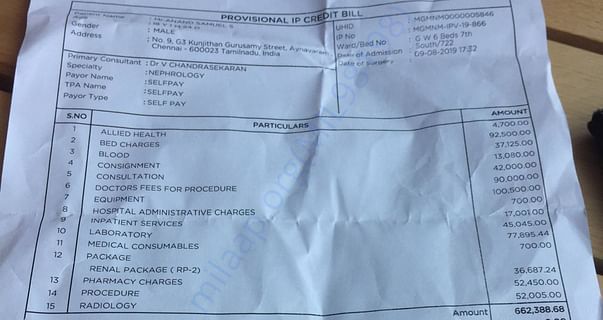 PROVISIONAL IP CREDIT BILL
Patient Name : Mr ANAND SAMUEL S
Age
Gender : MALE
Address : No. 9, G3 Kunjithan Gurusamy Street, Aynavaram,
Chennai - 600023 Tamilnadu, India
UHID : MGMNM0000005846
IP No : MGMNM-IPV-19-866
Ward/Bed No : G W 6 Beds 7th
South/722
Date of Admission : 09-08-2019 17:32
Date of surgery :
Primary Consultant : Dr V CHANDRASEKARAN
Specialty : NEPHROLOGY
Payor Name : SELFPAY
TPA Name : SELFPAY
Payor Type : SELF PAY
S.NO PARTICULARS AMOUNT
1 ALLIED HEALTH 4,700.00
2 BED CHARGES 92,500.00
3 BLOOD 37,125.00
4 CONSIGNMENT 13,080.00
5 CONSULTATION 42,000.00
6 DOCTORS FEES FOR PROCEDURE 90,000.00
7 EQUIPMENT 100,500.00
8 HOSPITAL ADMINISTRATIVE CHARGES 700.00
9 INPATIENT SERVICES 17,001.00
10 LABORATORY 45,045.00
11 MEDICAL CONSUMABLES 77,895.44
12 PACKAGE 700.00
RENAL PACKAGE ( RP-2)
13 PHARMACY CHARGES 36,687.24
14 PROCEDURE 52,450.00
15 RADIOLOGY 52,005.00
Amount 662,388.68